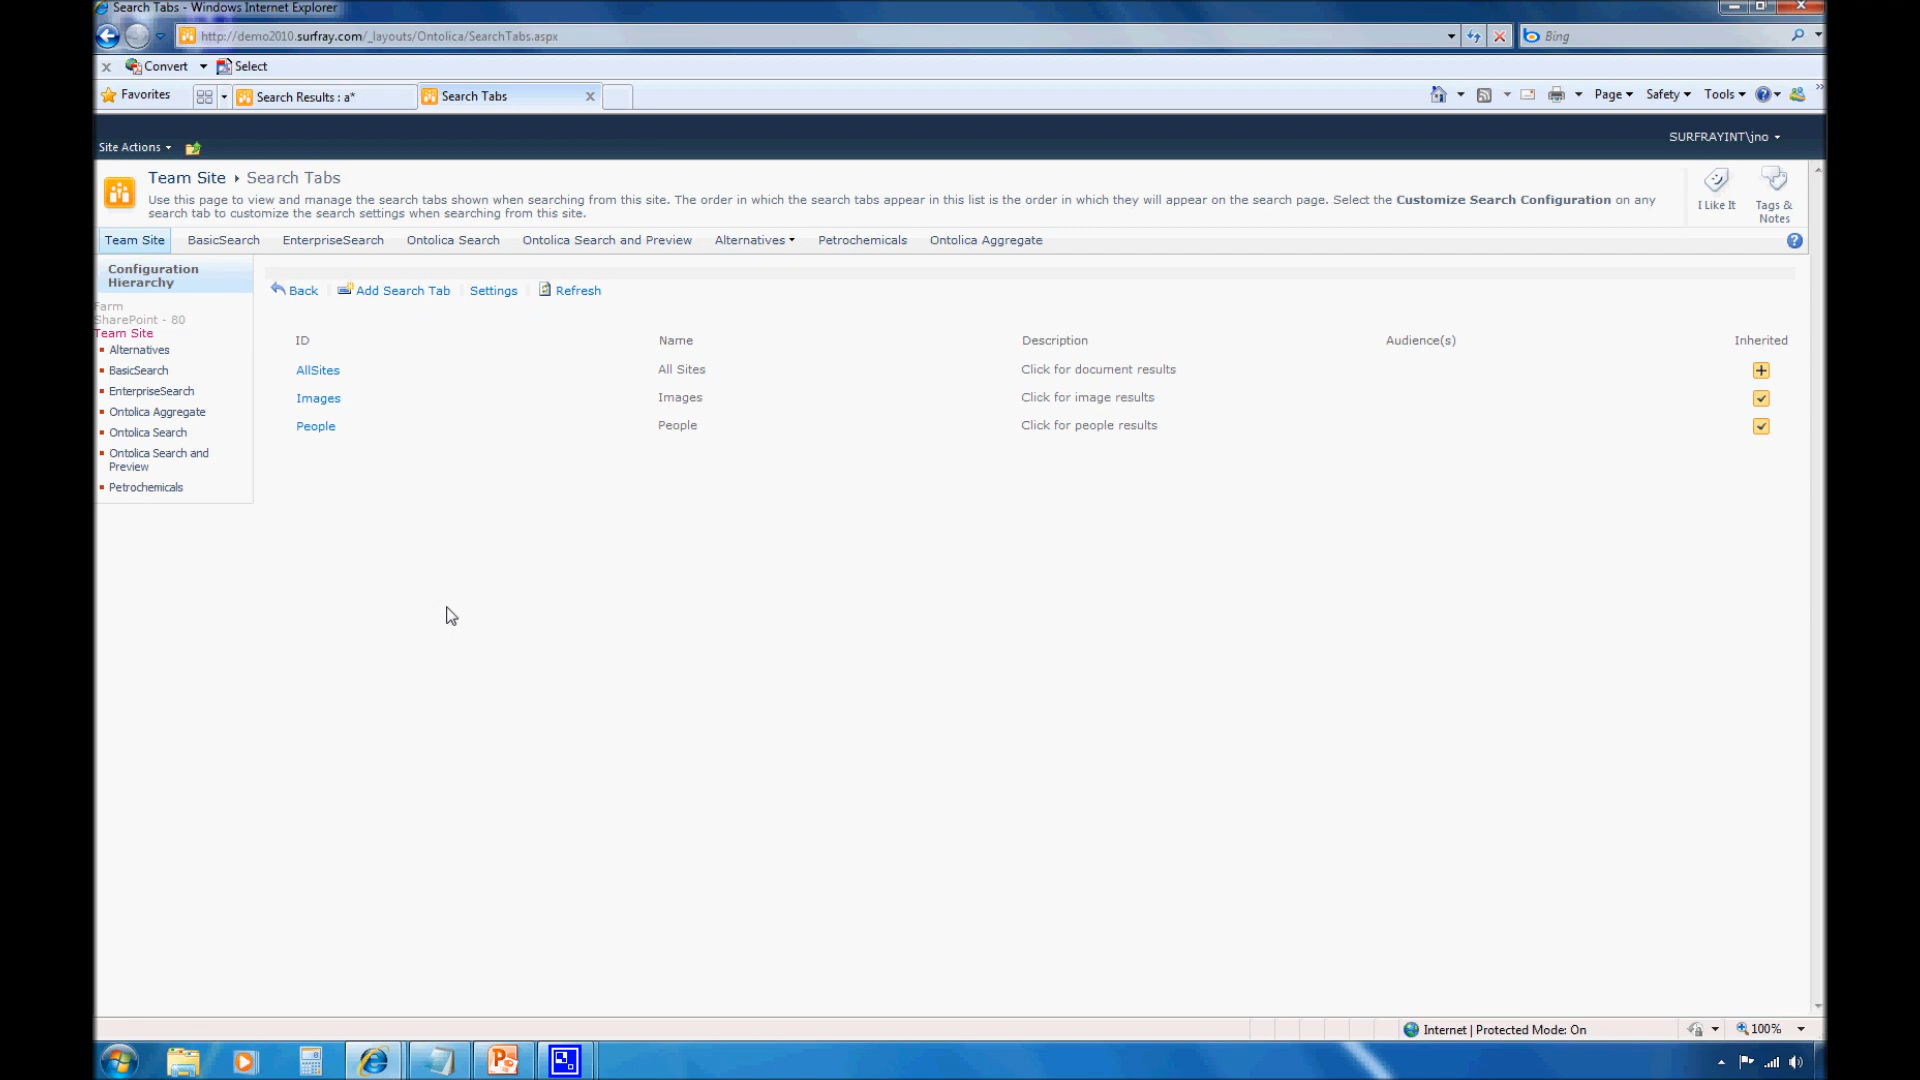 Search Tabs - Windows Internet Explorer
http://demo2010.surfray.com/_layouts/Ontolica/SearchTabs.aspx
Bing
x Convert Select
Favorites Search Results : a* Search Tabs x Page Safety Tools
Site Actions SURFRAYINT\jno
Team Site Search Tabs
Use this page to view and manage the search tabs shown when searching from this site. The order in which the search tabs appear in this list is the order in which they will appear on the search page. Select the Customize Search Configuration on any
search tab to customize the search settings when searching from this site.
I Like It
Tags &
Notes
Team Site BasicSearch EnterpriseSearch Ontolica Search Ontolica Search and Preview Alternatives Petrochemicals Ontolica Aggregate
Configuration
Hierarchy
Farm
SharePoint - 80
Team Site
Alternatives
BasicSearch
EnterpriseSearch
Ontolica Aggregate
Ontolica Search
Ontolica Search and
Preview
Petrochemicals
Back Add Search Tab Settings Refresh
ID Name Description Audience(s) Inherited
AllSites All Sites Click for document results
Images Images Click for image results
People People Click for people results
Internet | Protected Mode: On 100%